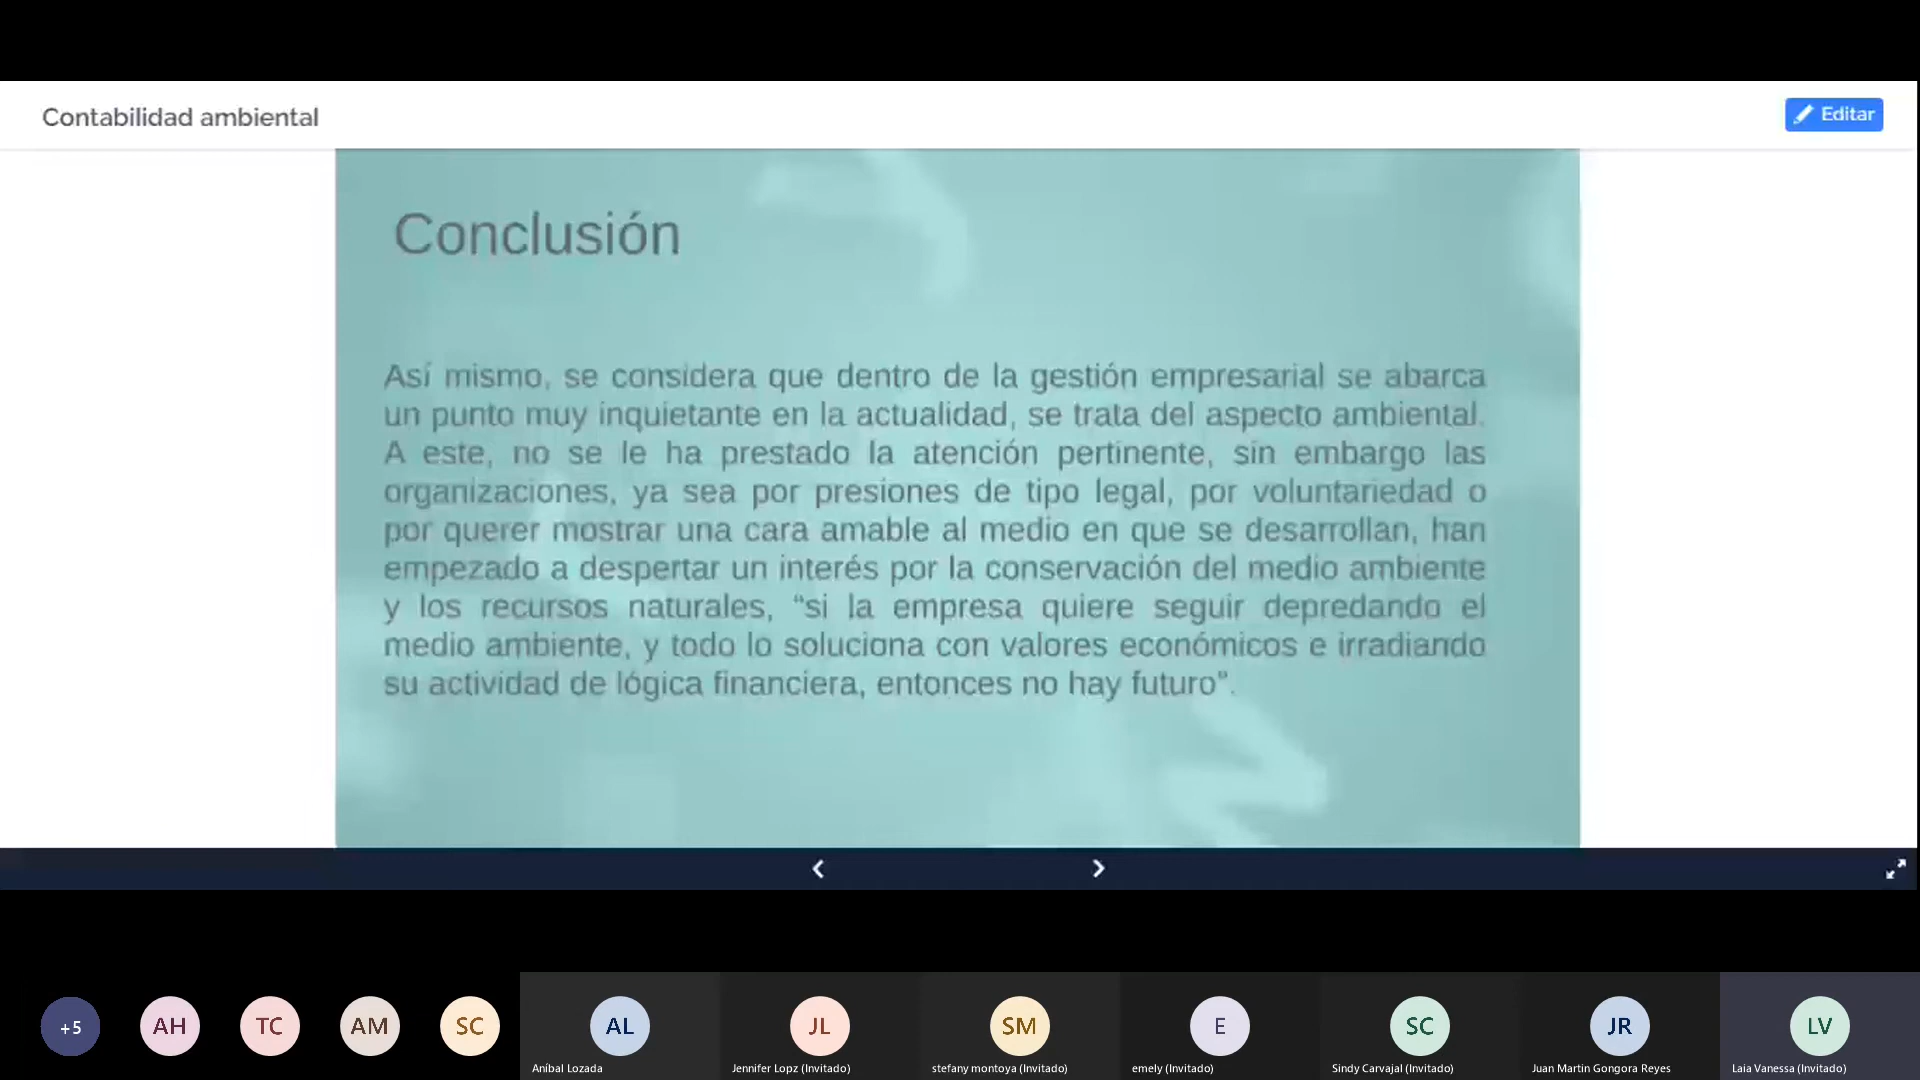 Contabilidad ambiental
Editar
Conclusión
Así mismo, se considera que dentro de la gestión empresarial se abarca
un punto muy inquietante en la actualidad, se trata del aspecto ambiental.
A este, no se le ha prestado la atención pertinente, sin embargo las
organizaciones, ya sea por presiones de tipo legal, por voluntariedad o
por querer mostrar una cara amable al medio en que se desarrollan, han
empezado a despertar un interés por la conservación del medio ambiente
y los recursos naturales, “si la empresa quiere seguir depredando el
medio ambiente, y todo lo soluciona con valores económicos e irradiando
su actividad de lógica financiera, entonces no hay futuro”.
+5
AH
TC
AM
SC
AL
JL
SM
E
SC
JR
LV
Aníbal Lozada
Jennifer Lopz (Invitado)
stefany montoya (Invitado)
emely (Invitado)
Sindy Carvajal (Invitado)
Juan Martin Gongora Reyes
Laia Vanessa (Invitado)